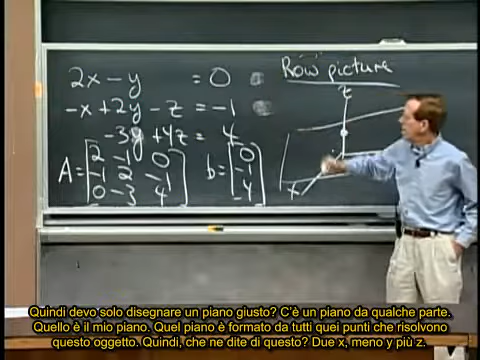 2x - y = 0
-x + 2y - z = -1
-3y + 4z = 4
A = [2 -1 0
-1 2 -1
0 -3 4]
b = [0
-1
4]
Row picture
z
x
Quindi devo solo disegnare un piano giusto? C'è un piano da qualche parte.
Quello è il mio piano. Quel piano è formato da tutti quei punti che risolvono
questo oggetto. Quindi, che ne dite di questo? Due x, meno y più z.